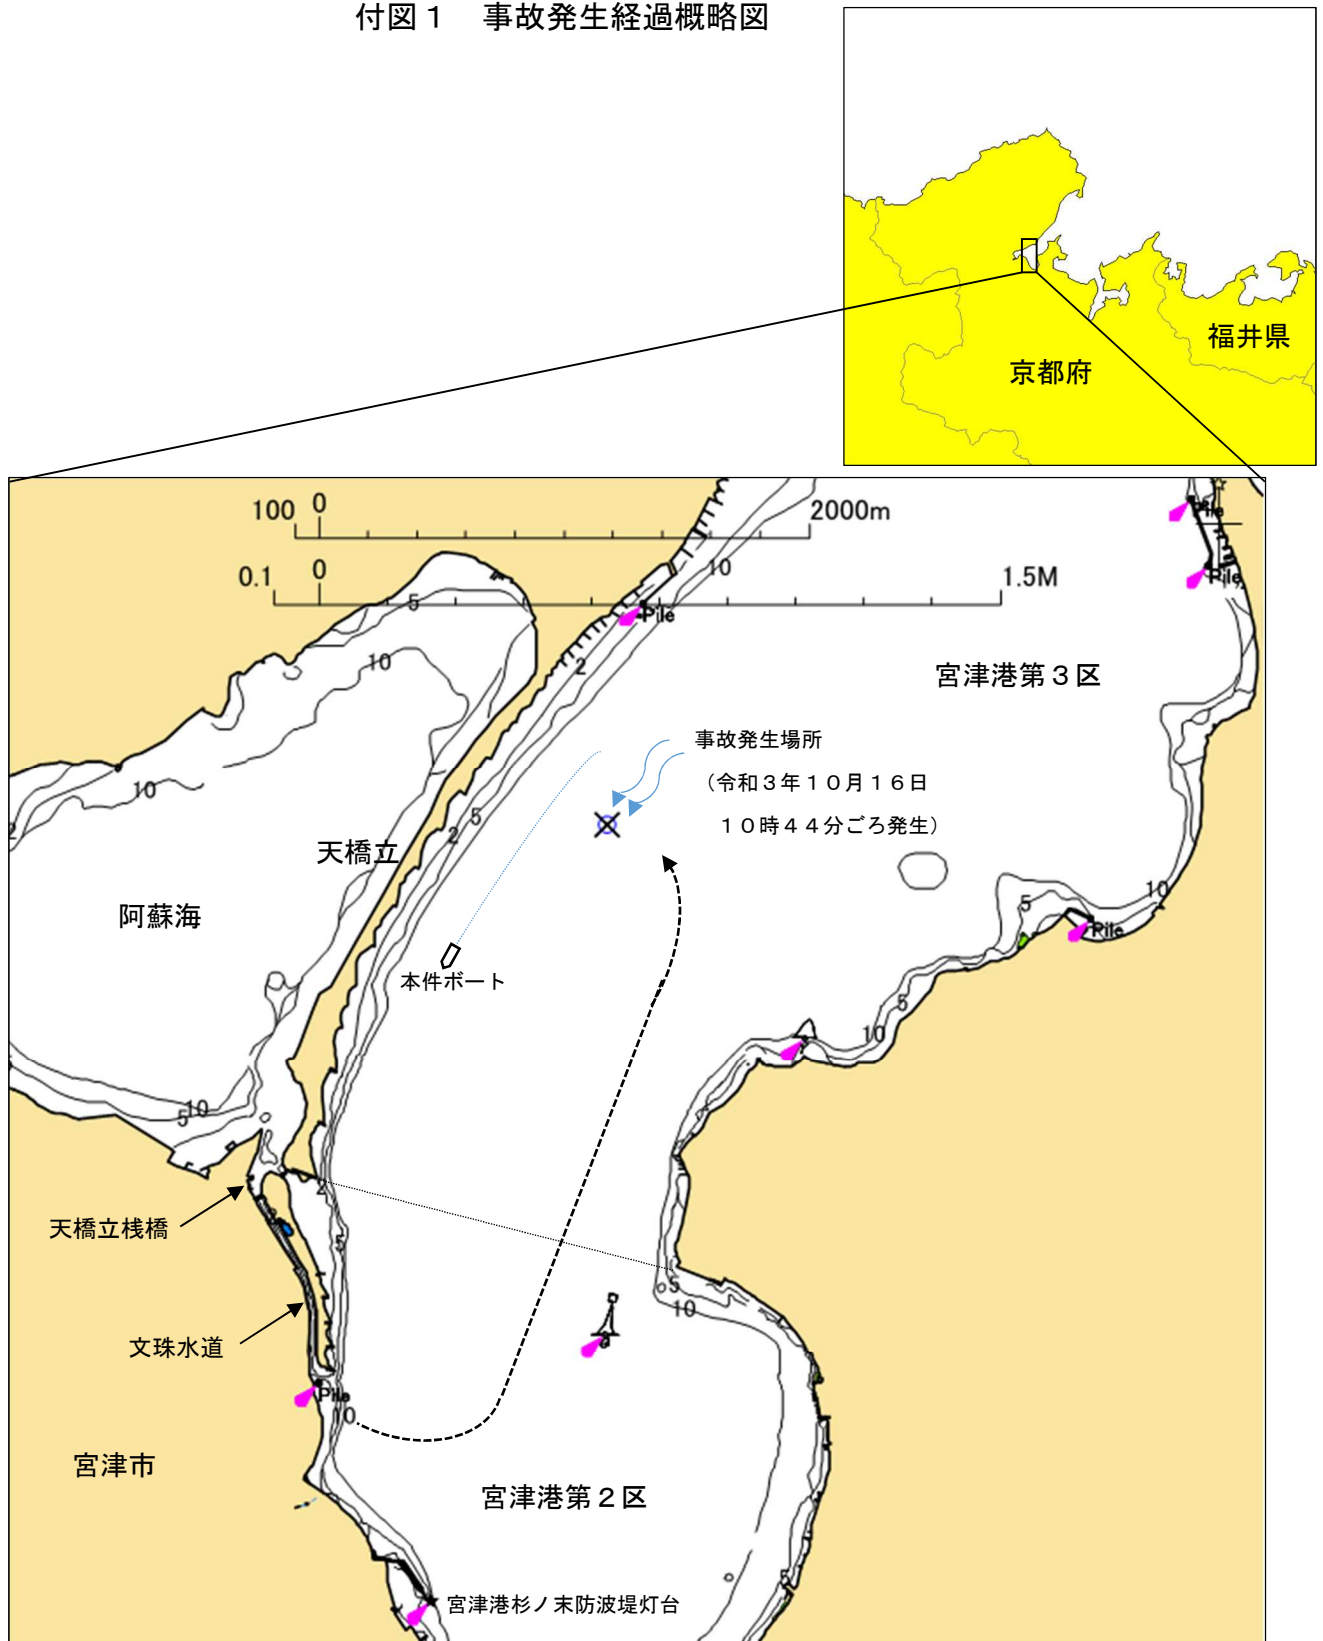 付図１　事故発生経過概略図
福井県
京都府
100 0 2000m
0.1 0 1.5M
Pile
Pile
Pile
10
5
2
10
宮津港第３区
事故発生場所
（令和３年１０月１６日
１０時４４分ごろ発生）
10
2
5
2
天橋立
阿蘇海
10
5
Pile
本件ボート
5
10
10
5
2
天橋立桟橋
5
5
10
文珠水道
Pile
10
宮津市
宮津港第２区
5
宮津港杉ノ末防波堤灯台